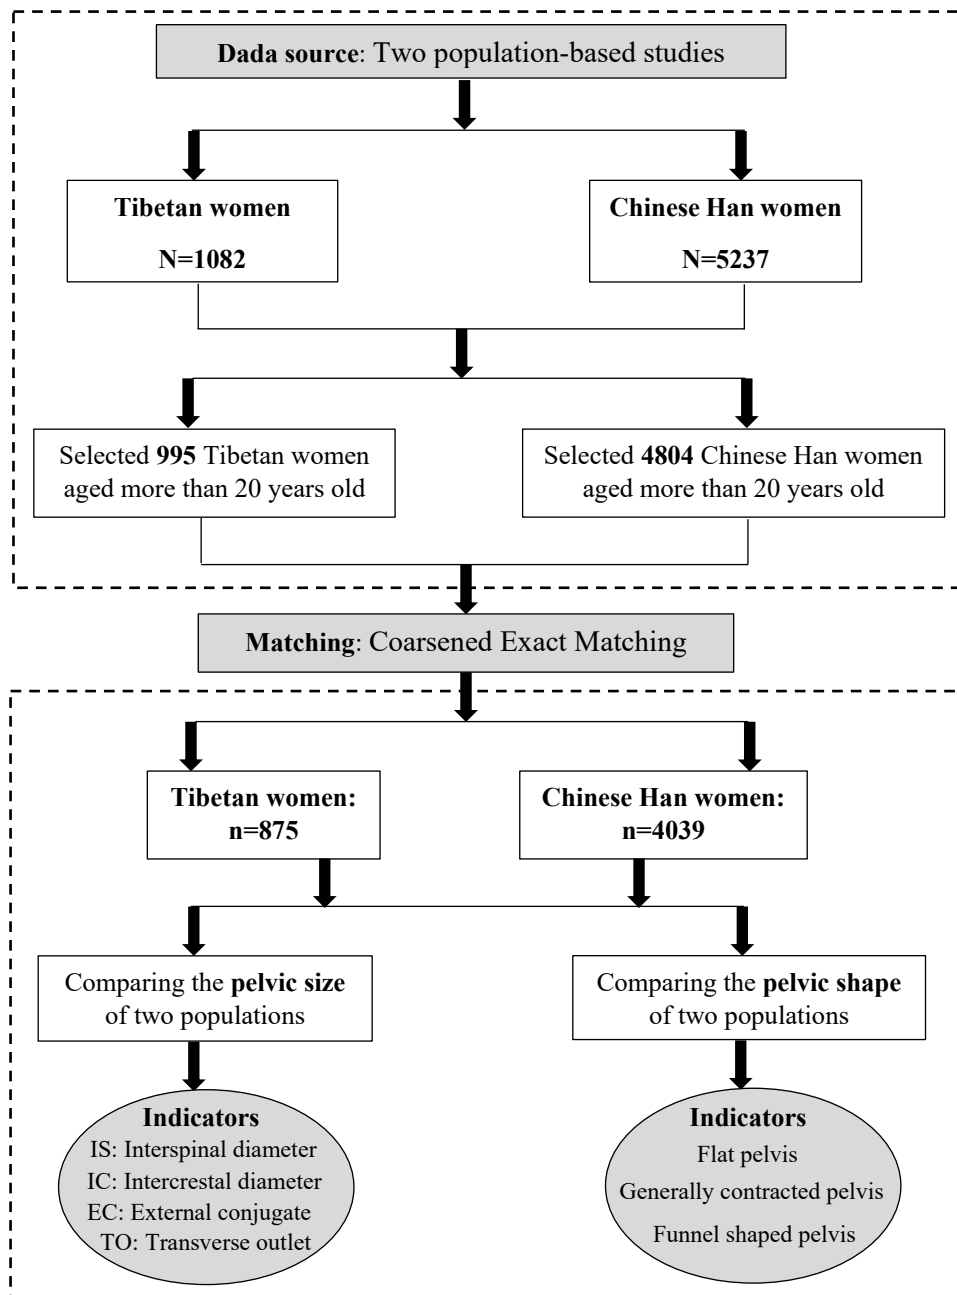 Dada source: Two population-based studies
Tibetan women
N=1082
Chinese Han women
N=5237
Selected 995 Tibetan women
aged more than 20 years old
Selected 4804 Chinese Han women
aged more than 20 years old
Matching: Coarsened Exact Matching
Tibetan women:
n=875
Chinese Han women:
n=4039
Comparing the pelvic size
of two populations
Comparing the pelvic shape
of two populations
Indicators
IS: Interspinal diameter
IC: Intercrestal diameter
EC: External conjugate
TO: Transverse outlet
Indicators
Flat pelvis
Generally contracted pelvis
Funnel shaped pelvis